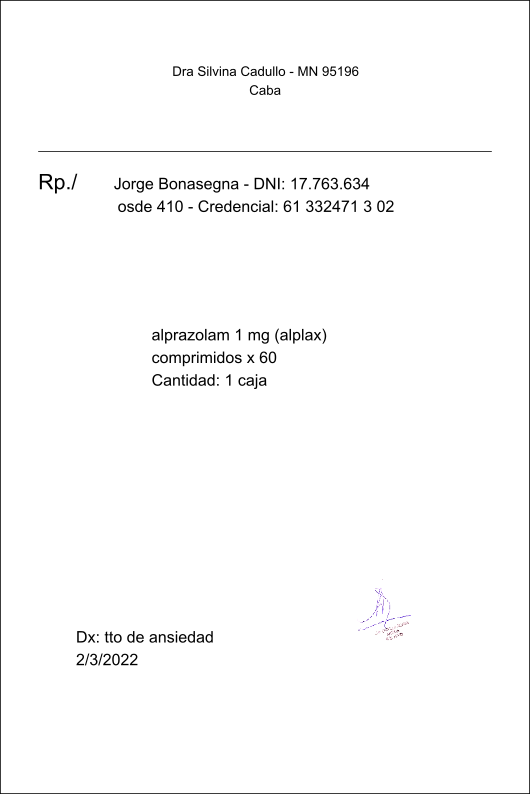 Dra Silvina Cadullo - MN 95196
Caba
Rp./ Jorge Bonasegna - DNI: 17.763.634
osde 410 - Credencial: 61 332471 3 02
alprazolam 1 mg (alplax)
comprimidos x 60
Cantidad: 1 caja
Dx: tto de ansiedad
2/3/2022